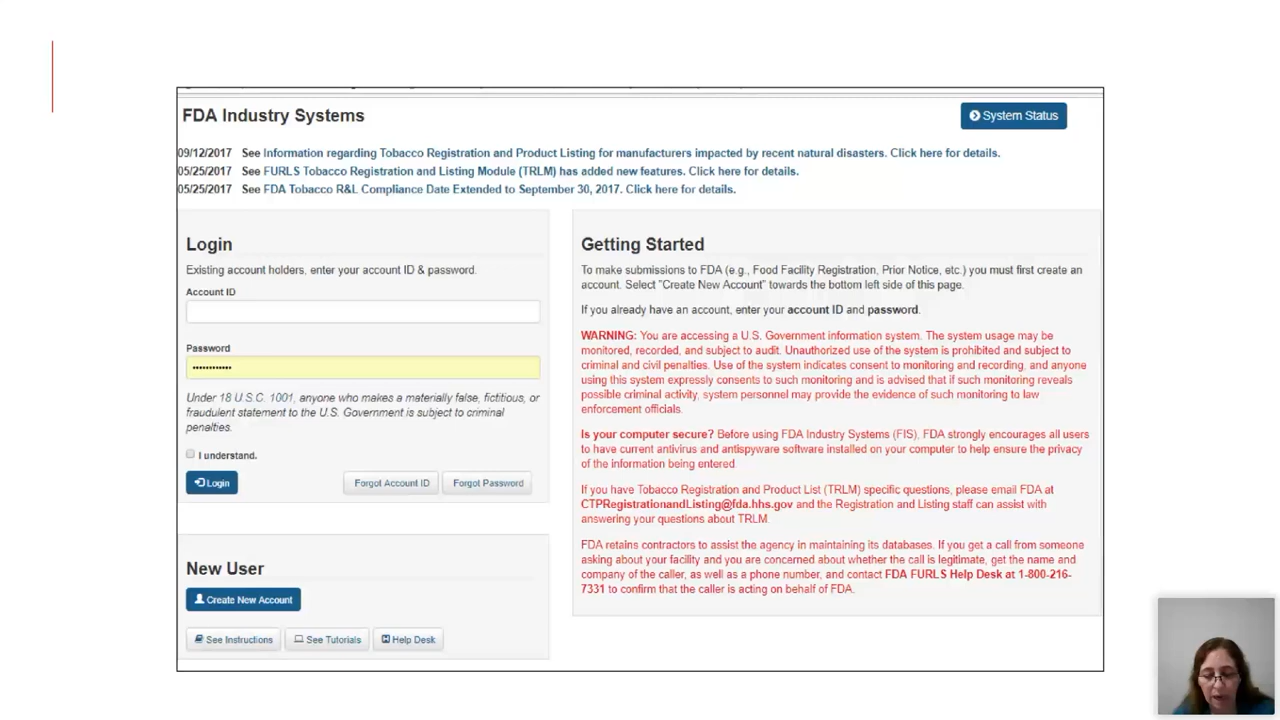 FDA Industry Systems
System Status
09/12/2017 See Information regarding Tobacco Registration and Product Listing for manufacturers impacted by recent natural disasters. Click here for details.
05/25/2017 See FURLS Tobacco Registration and Listing Module (TRLM) has added new features. Click here for details.
05/25/2017 See FDA Tobacco R&L Compliance Date Extended to September 30, 2017. Click here for details.
Login
Existing account holders, enter your account ID & password.
Account ID
Password
••••••••••••
Under 18 U.S.C. 1001, anyone who makes a materially false, fictitious, or
fraudulent statement to the U.S. Government is subject to criminal
penalties.
I understand.
Login
Forgot Account ID
Forgot Password
New User
Create New Account
See Instructions
See Tutorials
Help Desk
Getting Started
To make submissions to FDA (e.g., Food Facility Registration, Prior Notice, etc.) you must first create an
account. Select "Create New Account" towards the bottom left side of this page.
If you already have an account, enter your account ID and password.
WARNING: You are accessing a U.S. Government information system. The system usage may be
monitored, recorded, and subject to audit. Unauthorized use of the system is prohibited and subject to
criminal and civil penalties. Use of the system indicates consent to monitoring and recording, and anyone
using this system expressly consents to such monitoring and is advised that if such monitoring reveals
possible criminal activity, system personnel may provide the evidence of such monitoring to law
enforcement officials.
Is your computer secure? Before using FDA Industry Systems (FIS), FDA strongly encourages all users
to have current antivirus and antispyware software installed on your computer to help ensure the privacy
of the information being entered.
If you have Tobacco Registration and Product List (TRLM) specific questions, please email FDA at
CTPRegistrationandListing@fda.hhs.gov and the Registration and Listing staff can assist with
answering your questions about TRLM.
FDA retains contractors to assist the agency in maintaining its databases. If you get a call from someone
asking about your facility and you are concerned about whether the call is legitimate, get the name and
company of the caller, as well as a phone number, and contact FDA FURLS Help Desk at 1-800-216-
7331 to confirm that the caller is acting on behalf of FDA.